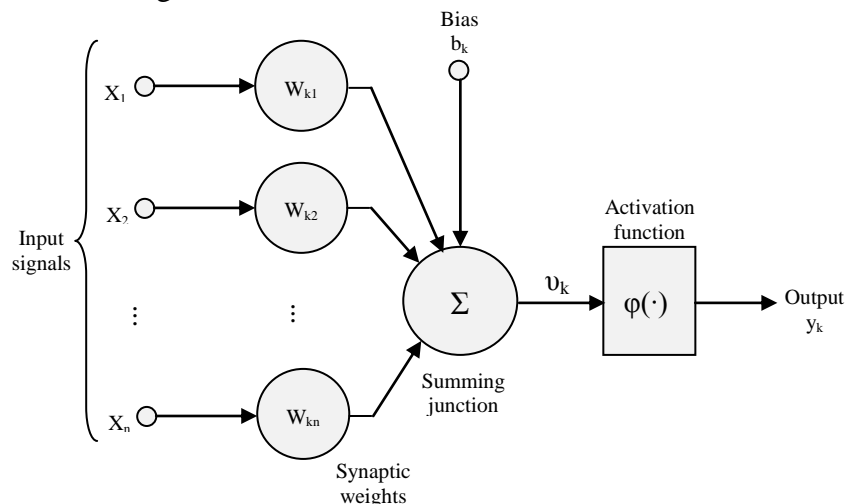 Bias
b_k
X_1
W_k1
X_2
W_k2
Input
signals
Activation
function
Σ
υ_k
φ(·)
Output
y_k
⋮
⋮
Summing
junction
X_n
W_kn
Synaptic
weights